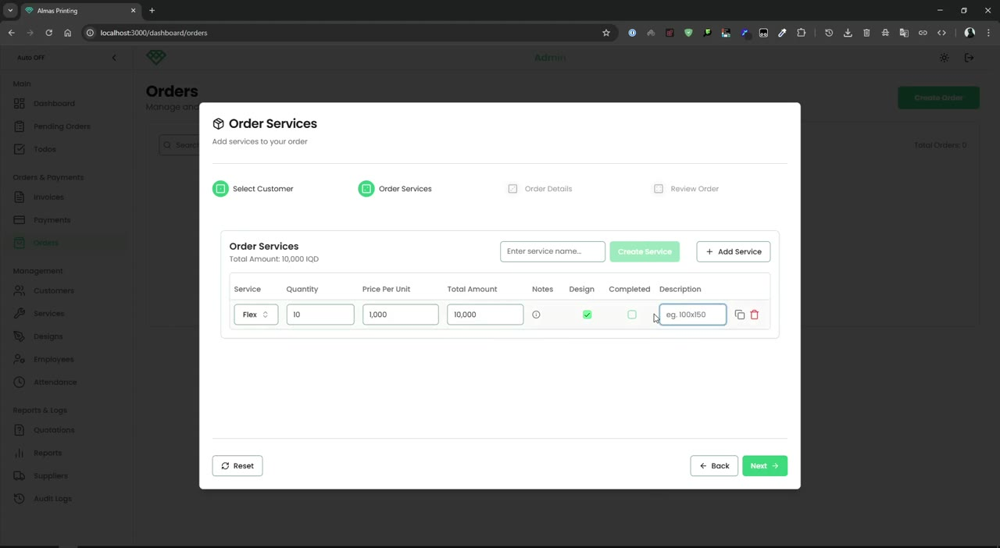 Almas Printing
localhost:3000/dashboard/orders
Auto OFF
Admin
Main
Dashboard
Pending Orders
Todos
Orders & Payments
Invoices
Payments
Orders
Management
Customers
Services
Designs
Employees
Attendance
Reports & Logs
Quotations
Reports
Suppliers
Audit Logs
Orders
Manage and
Create Order
Search
Total Orders: 0
Order Services
Add services to your order
Select Customer
Order Services
Order Details
Review Order
Order Services
Total Amount: 10,000 IQD
Enter service name...
Create Service
+ Add Service
Service Quantity Price Per Unit Total Amount Notes Design Completed Description
Flex 10 1,000 10,000 eg. 100x150
Reset
← Back
Next →